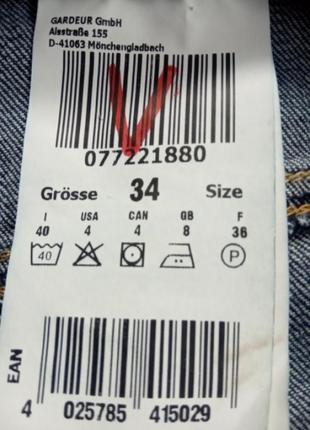 GARDEUR GmbH
Alsstraße 155
D-41063 Mönchengladbach
077221880
Grösse 34 Size
I USA CAN GB F
40 4 4 8 36
40 P
EAN
4 025785 415029